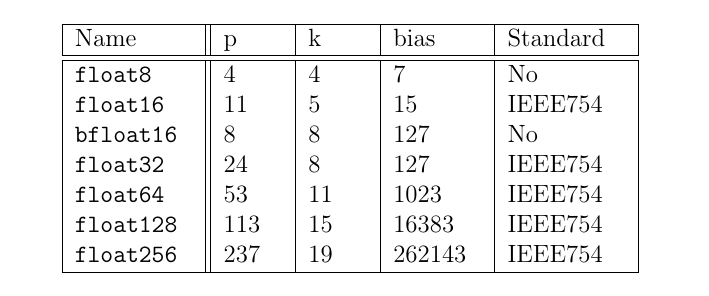 Name p k bias Standard
float8 4 4 7 No
float16 11 5 15 IEEE754
bfloat16 8 8 127 No
float32 24 8 127 IEEE754
float64 53 11 1023 IEEE754
float128 113 15 16383 IEEE754
float256 237 19 262143 IEEE754